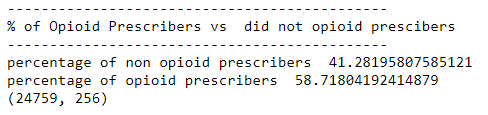 ----------------------------------------------
% of Opioid Prescribers vs  did not opioid prescibers
----------------------------------------------
percentage of non opioid prescribers  41.28195807585121
percentage of opioid prescribers  58.71804192414879
(24759, 256)